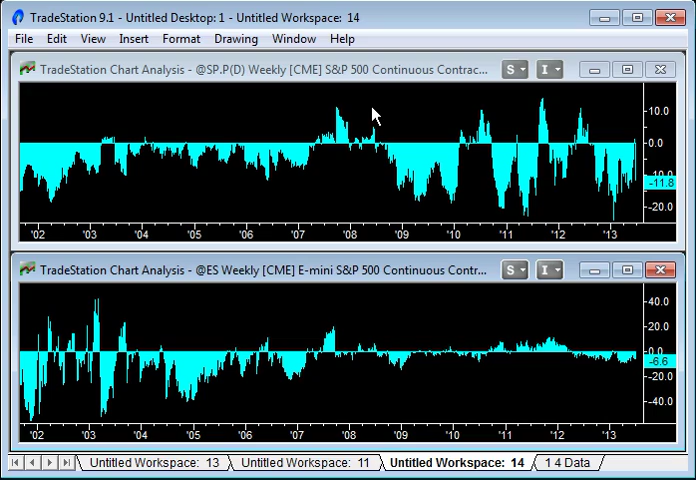 TradeStation 9.1 - Untitled Desktop: 1 - Untitled Workspace: 14
File Edit View Insert Format Drawing Window Help
TradeStation Chart Analysis - @SP.P(D) Weekly [CME] S&P 500 Continuous Contrac... S I
10.0
0.0
-10.0
-11.8
-20.0
'02 '03 '04 '05 '06 '07 '08 '09 '10 '11 '12 '13
TradeStation Chart Analysis - @ES Weekly [CME] E-mini S&P 500 Continuous Contr... S I
40.0
20.0
0.0
-6.6
-40.0
'02 '03 '04 '05 '06 '07 '08 '09 '10 '11 '12 '13
Untitled Workspace: 13 Untitled Workspace: 11 Untitled Workspace: 14 1 4 Data